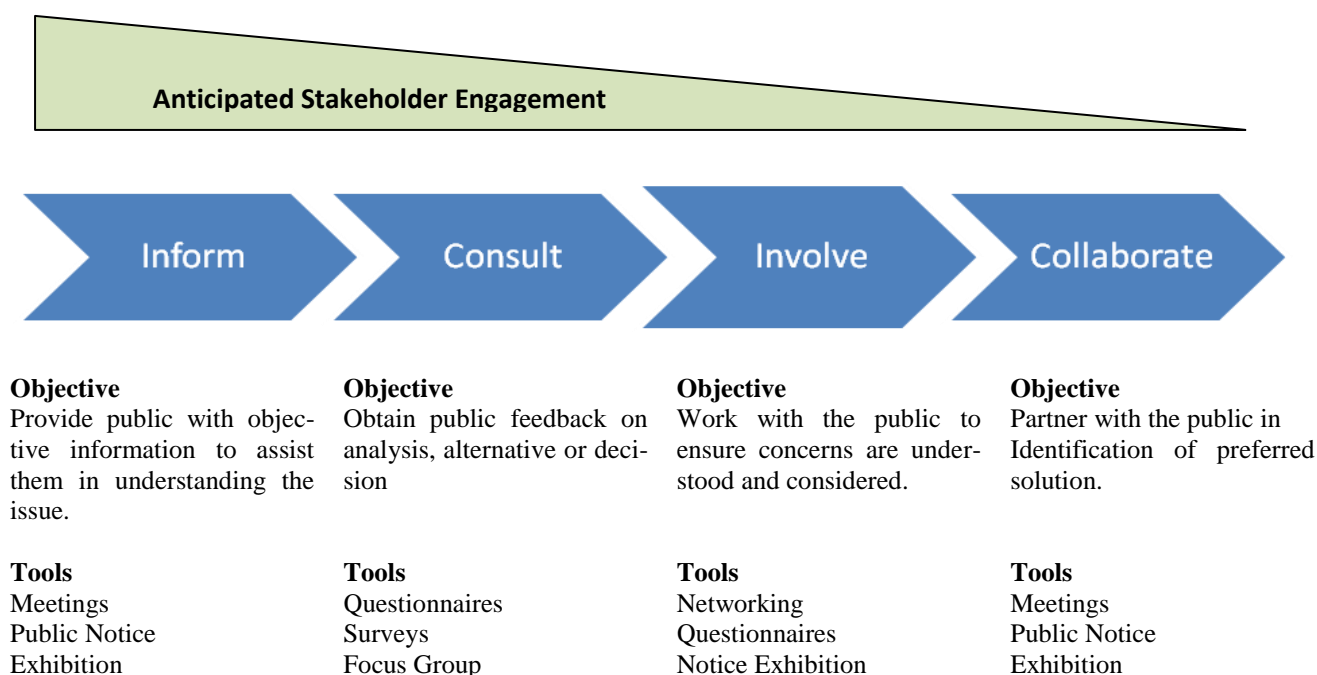 Anticipated Stakeholder Engagement
Inform
Consult
Involve
Collaborate
Objective
Provide public with objec-
tive information to assist
them in understanding the
issue.
Objective
Obtain public feedback on
analysis, alternative or deci-
sion
Objective
Work with the public to
ensure concerns are under-
stood and considered.
Objective
Partner with the public in
Identification of preferred
solution.
Tools
Meetings
Public Notice
Exhibition
Tools
Questionnaires
Surveys
Focus Group
Tools
Networking
Questionnaires
Notice Exhibition
Tools
Meetings
Public Notice
Exhibition